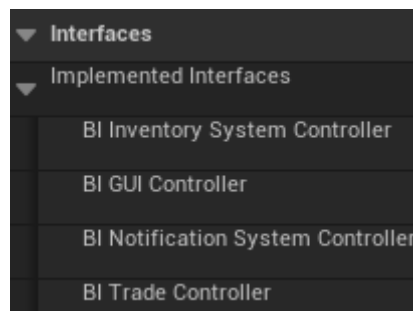 Interfaces
Implemented Interfaces
BI Inventory System Controller
BI GUI Controller
BI Notification System Controller
BI Trade Controller